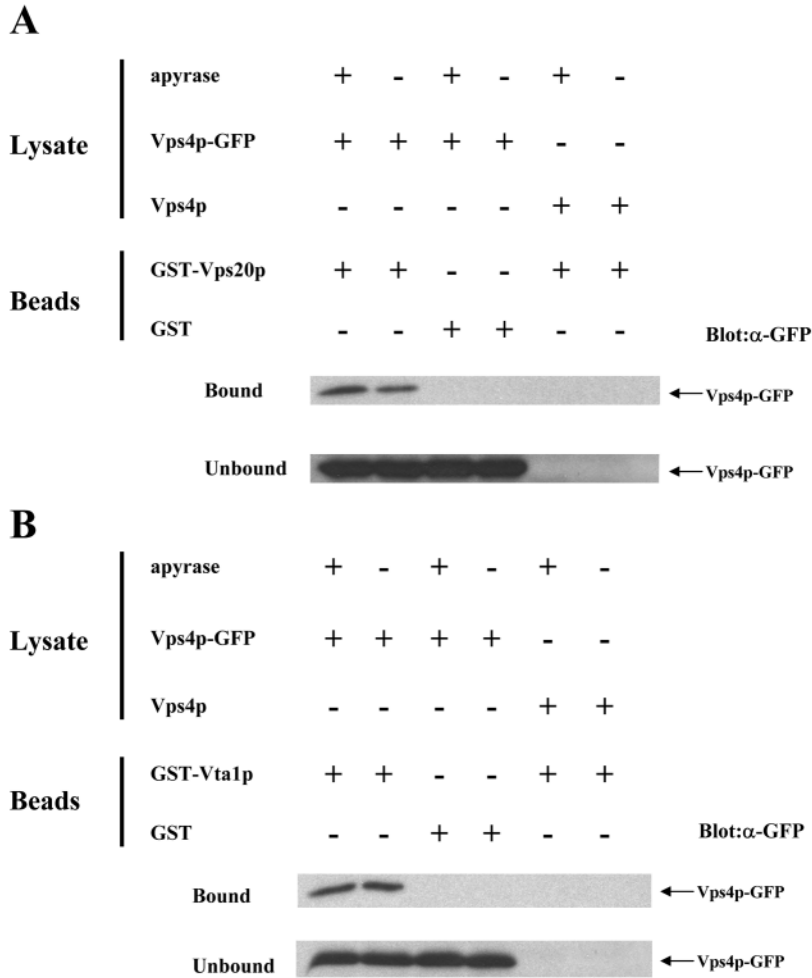 A
Lysate
apyrase + - + - + -
Vps4p-GFP + + + + - -
Vps4p - - - - + +
Beads
GST-Vps20p + + - - + +
GST - - + + - - Blot:α-GFP
Bound ← Vps4p-GFP
Unbound ← Vps4p-GFP
B
Lysate
apyrase + - + - + -
Vps4p-GFP + + + + - -
Vps4p - - - - + +
Beads
GST-Vta1p + + - - + +
GST - - + + - - Blot:α-GFP
Bound ← Vps4p-GFP
Unbound ← Vps4p-GFP